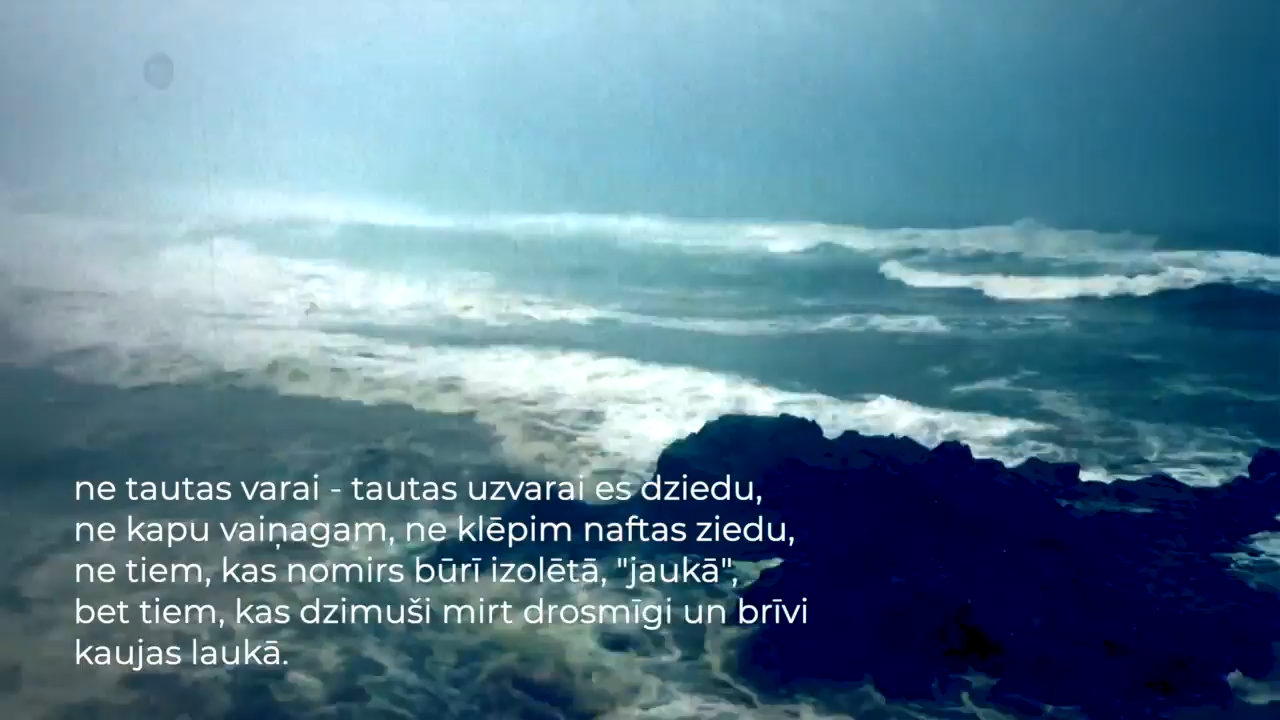 ne tautas varai - tautas uzvarai es dziedu,
ne kapu vaiņagam, ne klēpim naftas ziedu,
ne tiem, kas nomirs būrī izolētā, "jaukā",
bet tiem, kas dzimuši mirt drosmīgi un brīvi
kaujas laukā.